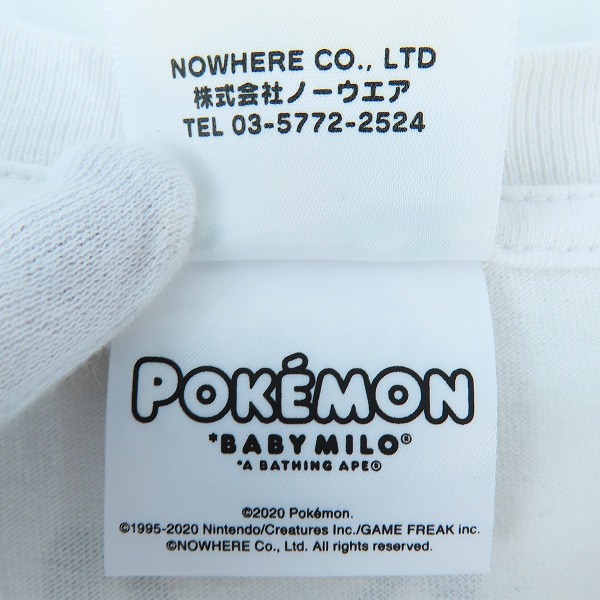 NOWHERE CO., LTD
株式会社ノーウエア
TEL 03-5772-2524
POKÉMON
*BABY MILO®
*A BATHING APE®
©2020 Pokémon.
©1995-2020 Nintendo/Creatures Inc./GAME FREAK inc.
©NOWHERE Co., Ltd. All rights reserved.